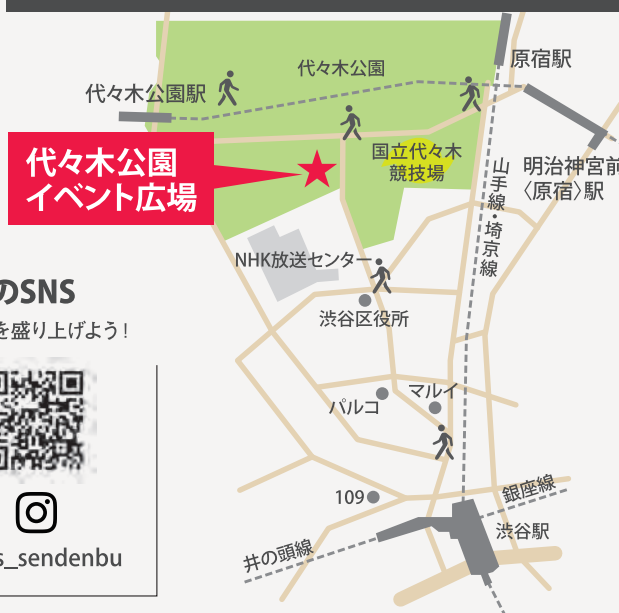 原宿駅
代々木公園
代々木公園駅
国立代々木
競技場
明治神宮前
〈原宿〉駅
山手線・埼京線
代々木公園
イベント広場
NHK放送センター
のSNS
を盛り上げよう!
渋谷区役所
パルコ
マルイ
109
銀座線
渋谷駅
井の頭線
s_sendenbu